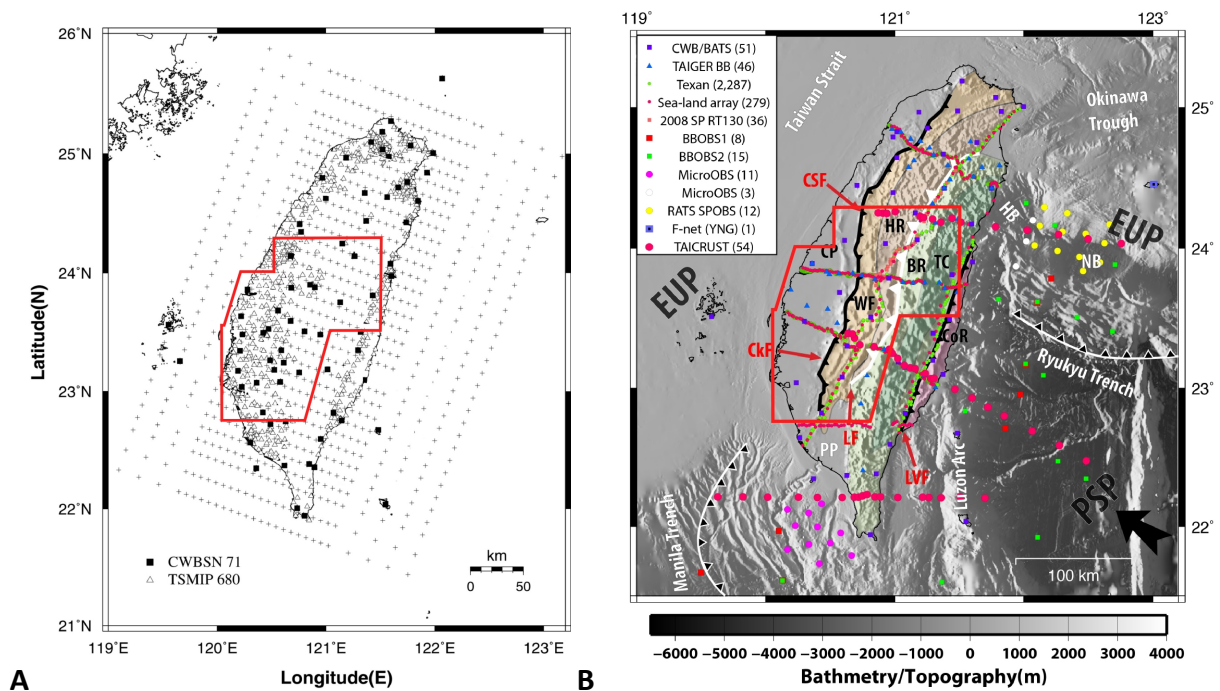 26°N
25°N
24°N
23°N
22°N
21°N
Latitude(N)
CWBSN 71
TSMIP 680
km
0 50
119°E 120°E 121°E 122°E 123°E
Longitude(E)
A
119° 121° 123°
CWB/BATS (51)
TAIGER BB (46)
Texan (2,287)
Sea-land array (279)
2008 SP RT130 (36)
BBOBS1 (8)
BBOBS2 (15)
MicroOBS (11)
MicroOBS (3)
RATS SPOBS (12)
F-net (YNG) (1)
TAICRUST (54)
25°
24°
23°
22°
Taiwan Strait
Okinawa
Trough
CSF
HR
HB
EUP
NB
CP
BR
TC
EUP
WF
CkF
CoR
Ryukyu Trench
LF
PP
LVF
Luzon Arc
PSP
Manila Trench
100 km
−6000 −5000 −4000 −3000 −2000 −1000 0 1000 2000 3000 4000
Bathmetry/Topography(m)
B